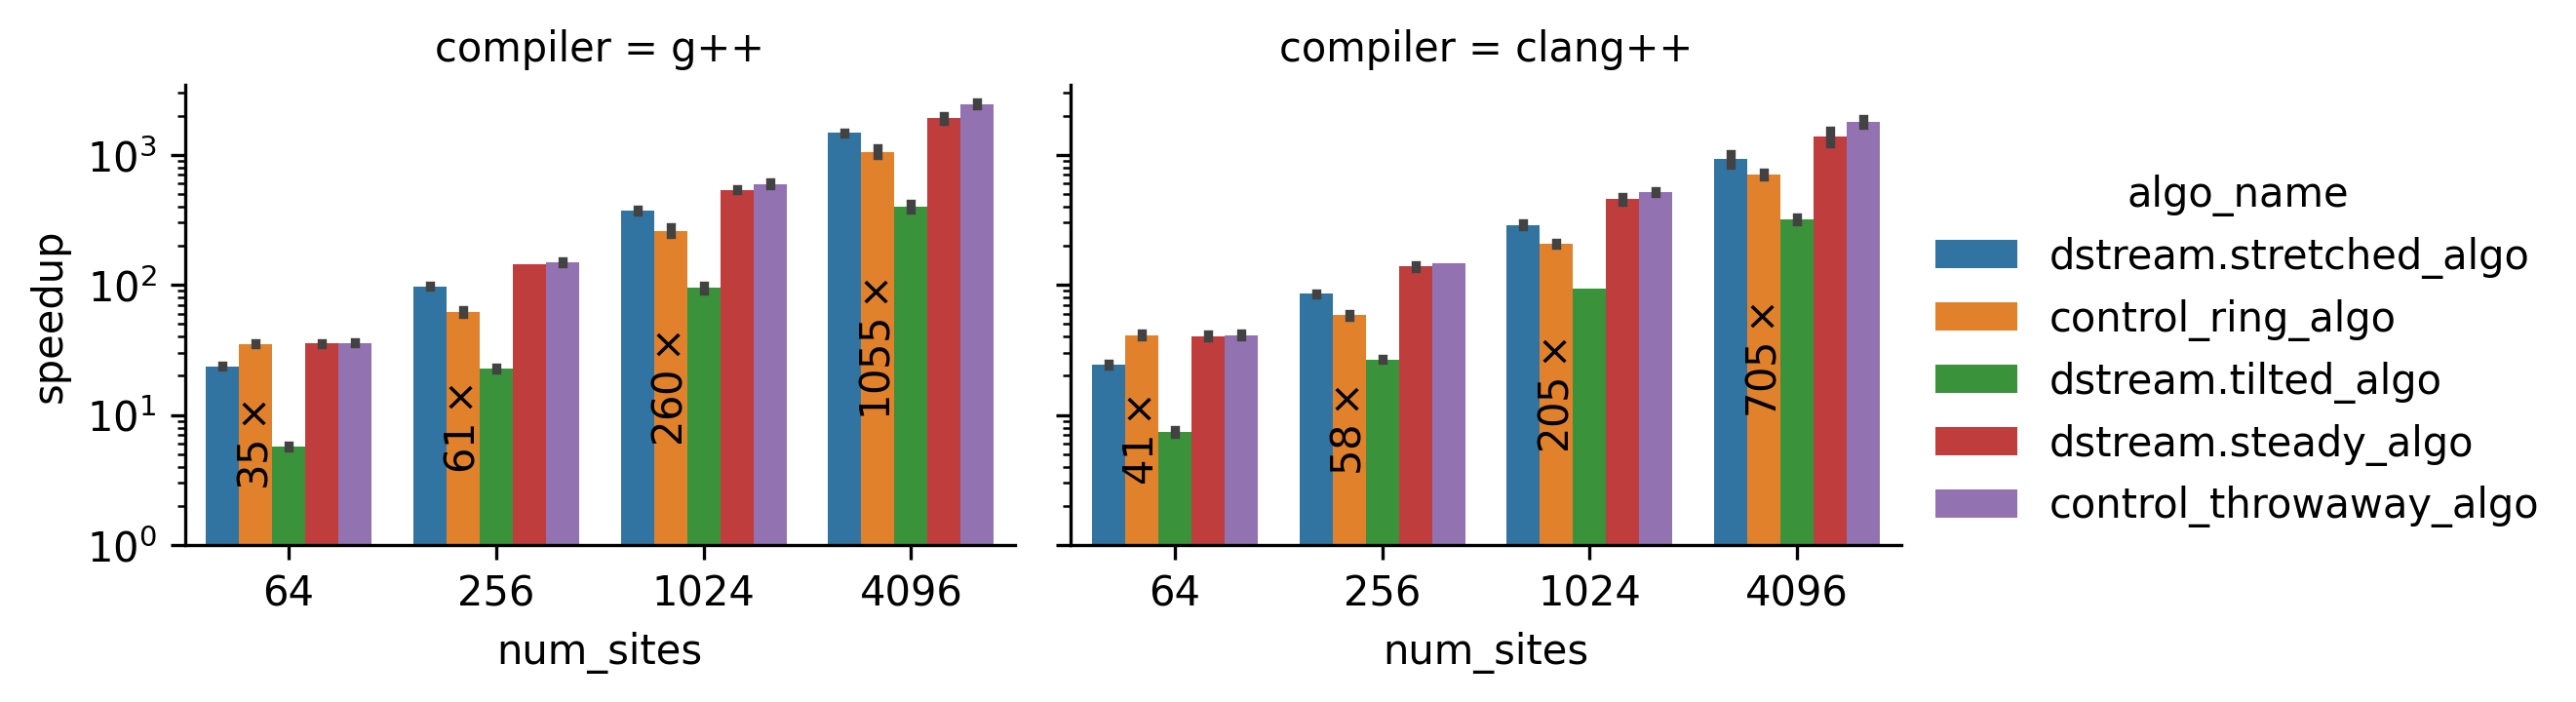 compiler = g++
compiler = clang++
speedup
10³
10²
10¹
10⁰
35×
61×
260×
1055×
41×
58×
205×
705×
64
256
1024
4096
64
256
1024
4096
num_sites
num_sites
algo_name
dstream.stretched_algo
control_ring_algo
dstream.tilted_algo
dstream.steady_algo
control_throwaway_algo